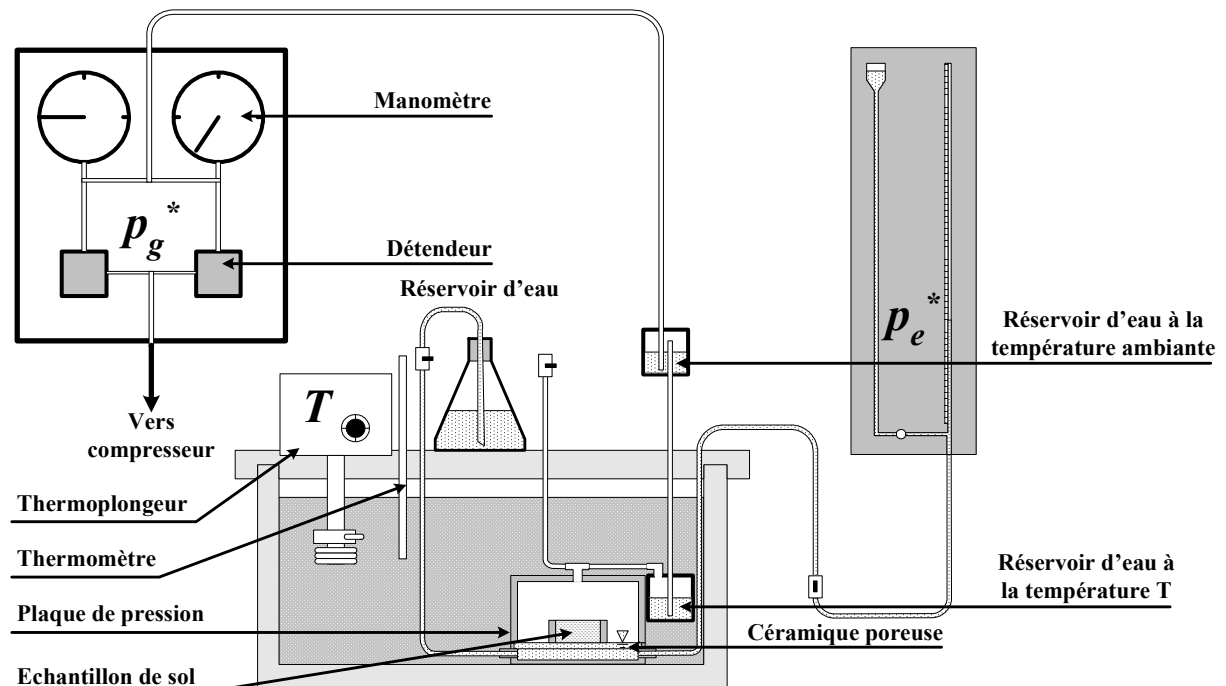 Manomètre
p_g^*
Détendeur
Réservoir d'eau
p_e^*
Réservoir d'eau à la
température ambiante
T
Vers
compresseur
Thermoplongeur
Thermomètre
Réservoir d'eau à
la température T
Plaque de pression
Céramique poreuse
Echantillon de sol